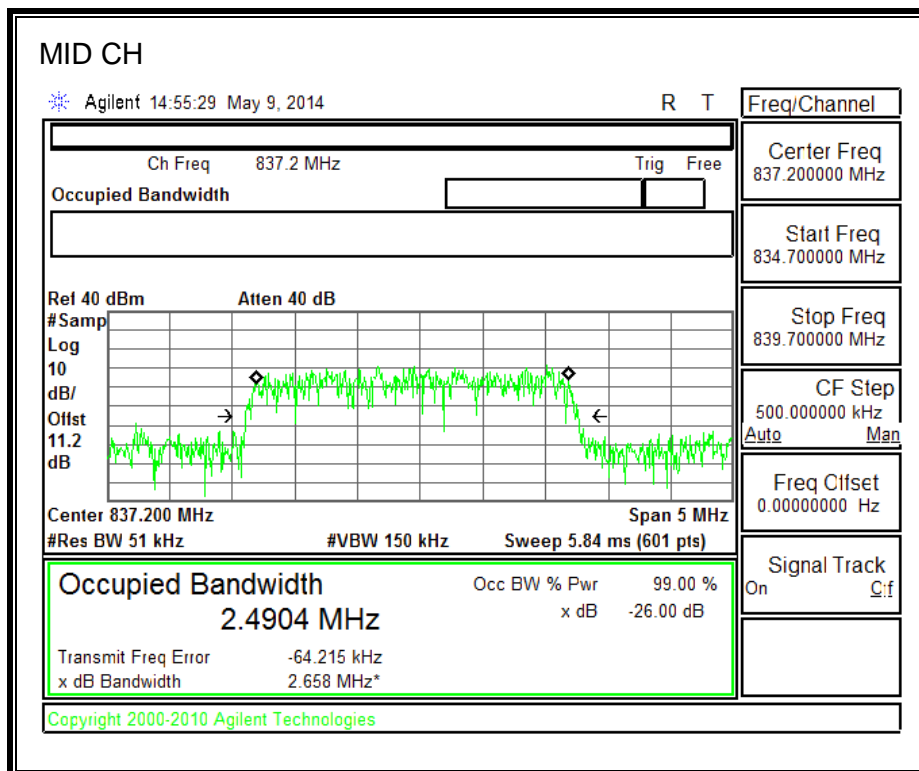 MID CH
Agilent 14:55:29 May 9, 2014 R T
Freq/Channel
Ch Freq 837.2 MHz Trig Free
Occupied Bandwidth
Center Freq
837.200000 MHz
Start Freq
834.700000 MHz
Stop Freq
839.700000 MHz
CF Step
500.000000 kHz
Auto Man
Freq Offset
0.00000000 Hz
Signal Track
On Off
Ref 40 dBm Atten 40 dB
#Samp
Log
10
dB/
Offst
11.2
dB
Center 837.200 MHz Span 5 MHz
#Res BW 51 kHz #VBW 150 kHz Sweep 5.84 ms (601 pts)
Occupied Bandwidth Occ BW % Pwr 99.00 %
2.4904 MHz x dB -26.00 dB
Transmit Freq Error -64.215 kHz
x dB Bandwidth 2.658 MHz*
Copyright 2000-2010 Agilent Technologies